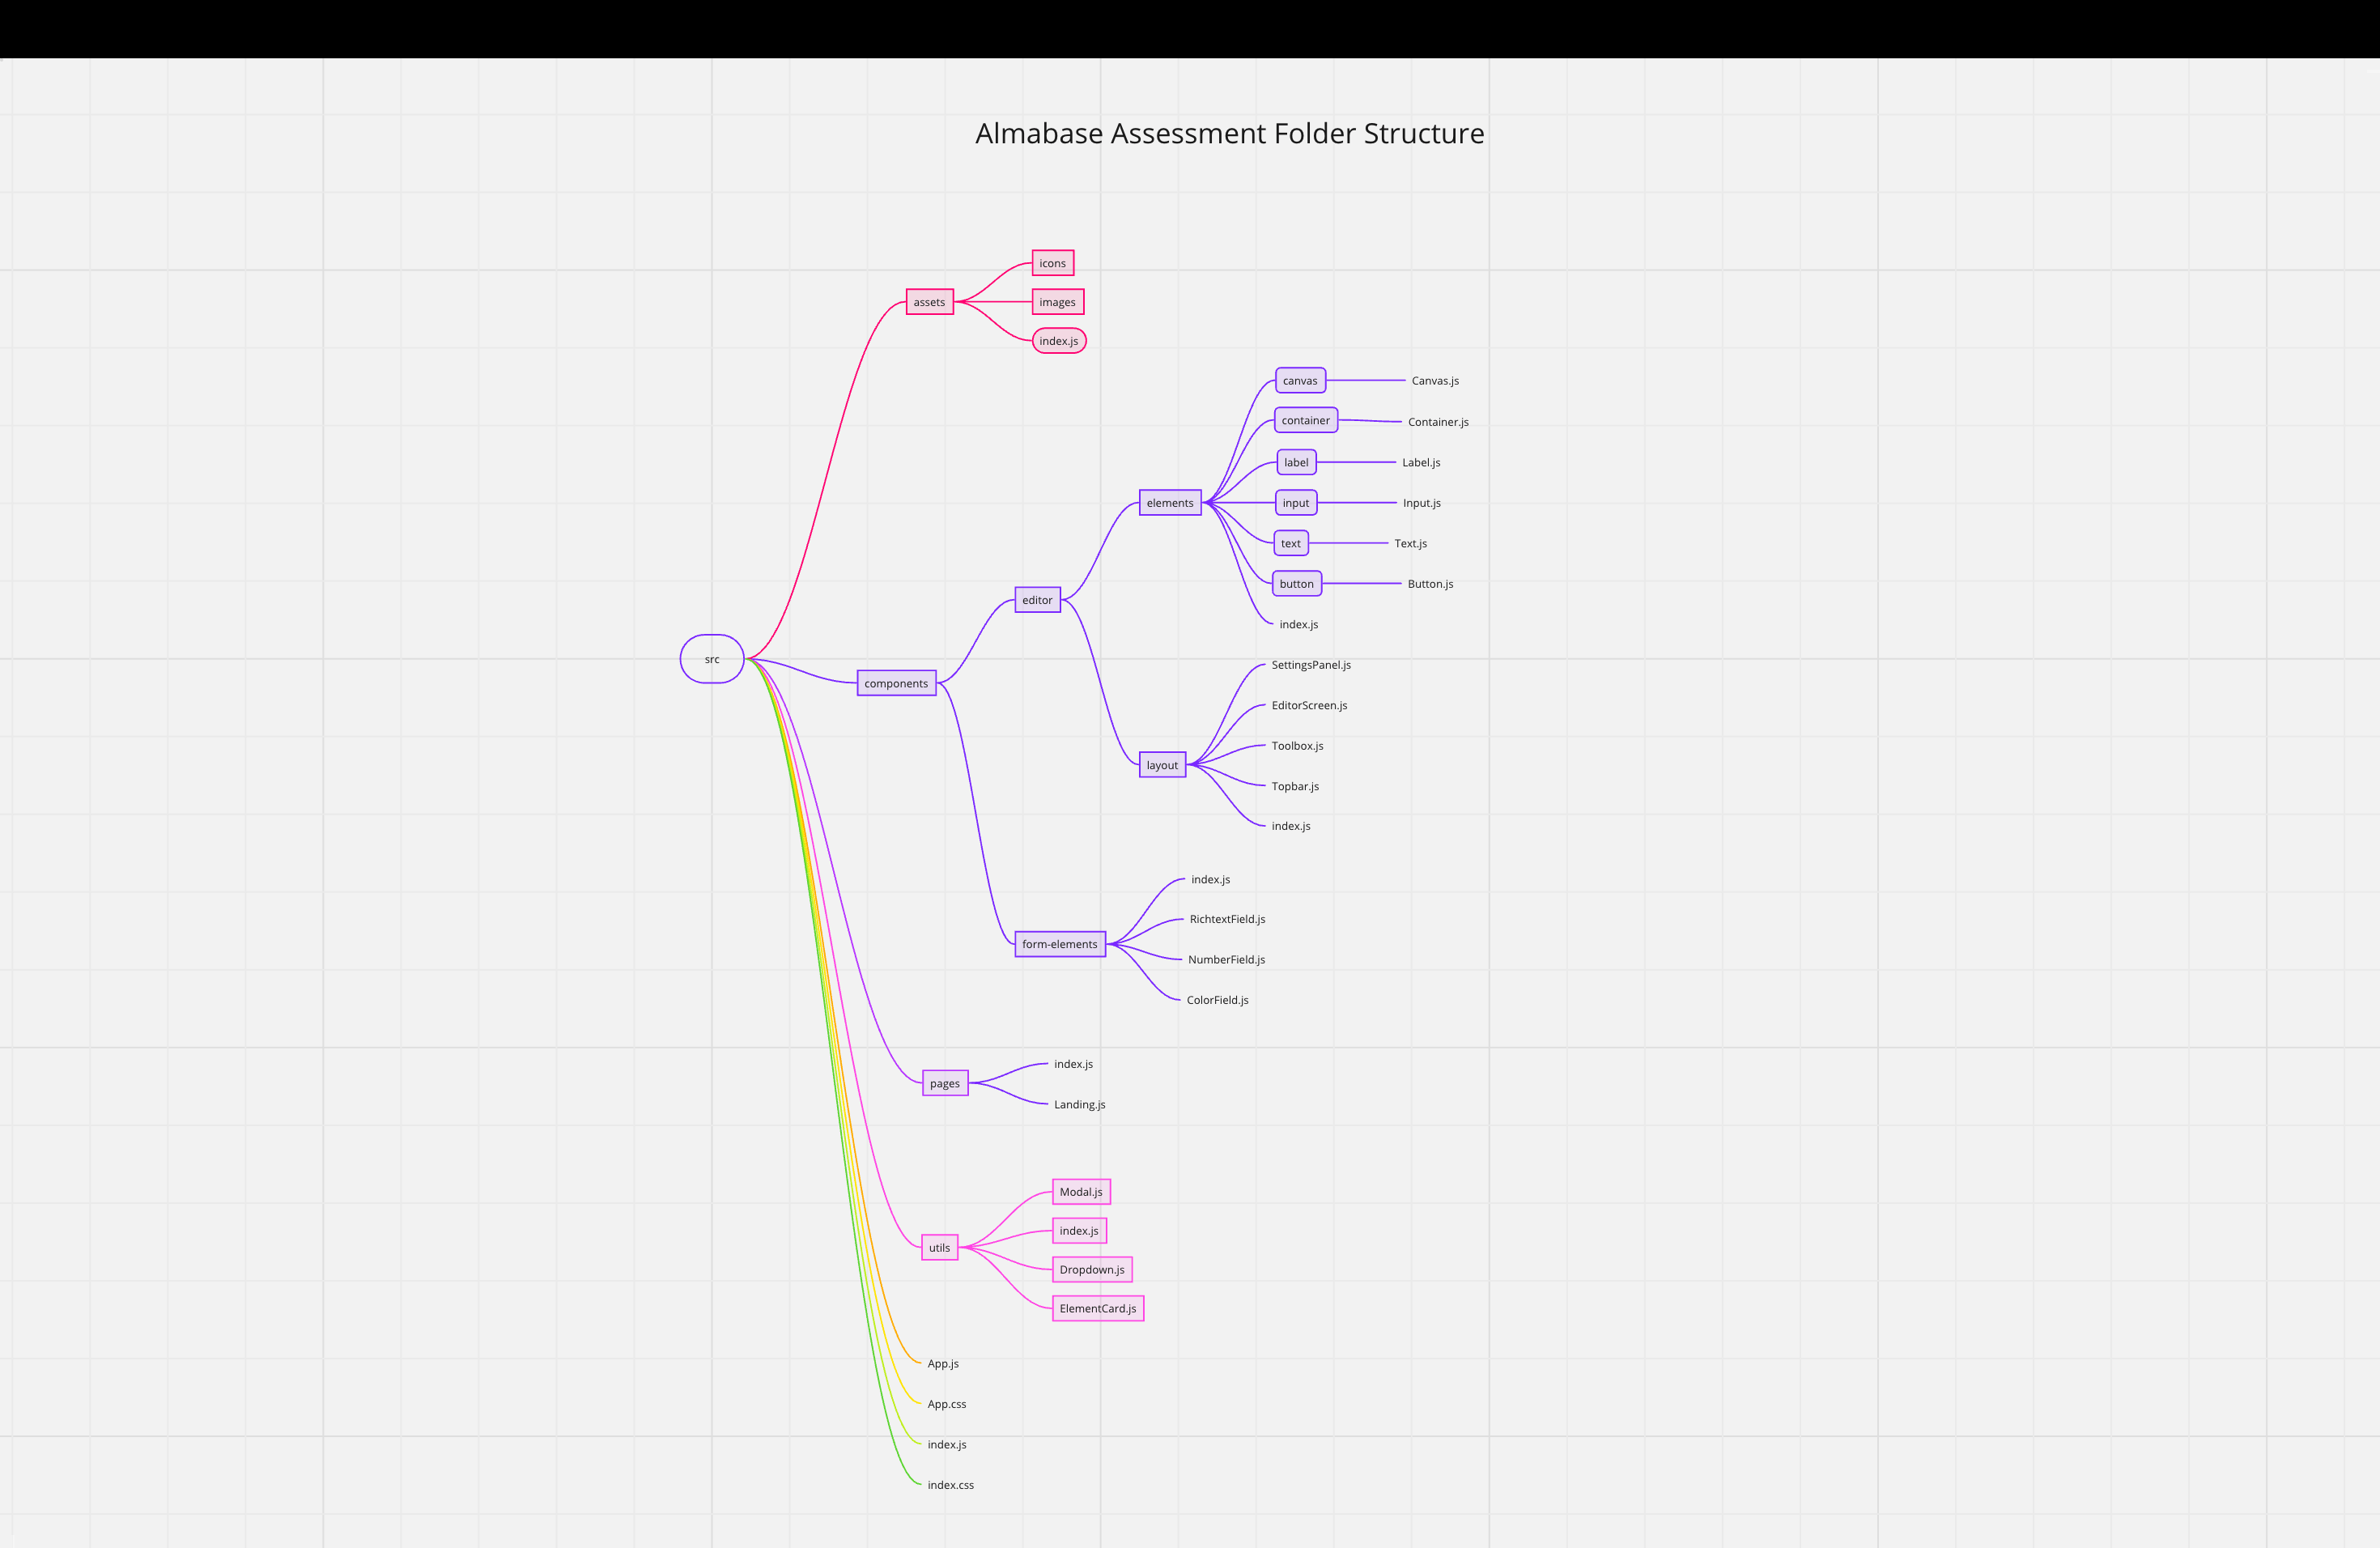 Almabase Assessment Folder Structure
icons
assets
images
index.js
canvas
Canvas.js
container
Container.js
label
Label.js
elements
input
Input.js
text
Text.js
button
Button.js
editor
index.js
src
SettingsPanel.js
components
EditorScreen.js
Toolbox.js
layout
Topbar.js
index.js
index.js
RichtextField.js
form-elements
NumberField.js
ColorField.js
index.js
pages
Landing.js
Modal.js
index.js
utils
Dropdown.js
ElementCard.js
App.js
App.css
index.js
index.css